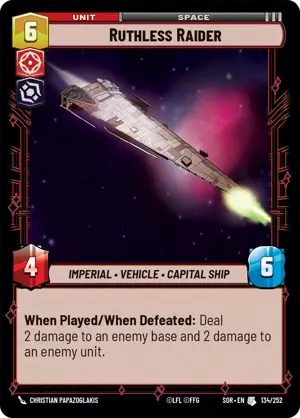 UNIT SPACE
6 RUTHLESS RAIDER
4 IMPERIAL • VEHICLE • CAPITAL SHIP 6
When Played/When Defeated: Deal
2 damage to an enemy base and 2 damage to
an enemy unit.
CHRISTIAN PAPAZOGLAKIS ©LFL ©FFG SOR • EN U 134/252